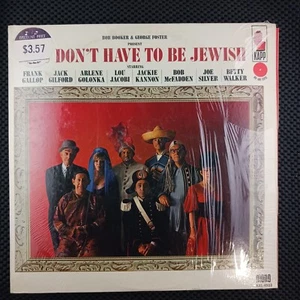 BOB BOOKER & GEORGE FOSTER
PRESENT
$3.57
DON'T HAVE TO BE JEWISH
STARRING
FRANK GALLOP
JACK GILFORD
ARLENE GOLONKA
LOU JACOBI
JACKIE KANNON
BOB McFADDEN
JOE SILVER
BETTY WALKER
KAPP